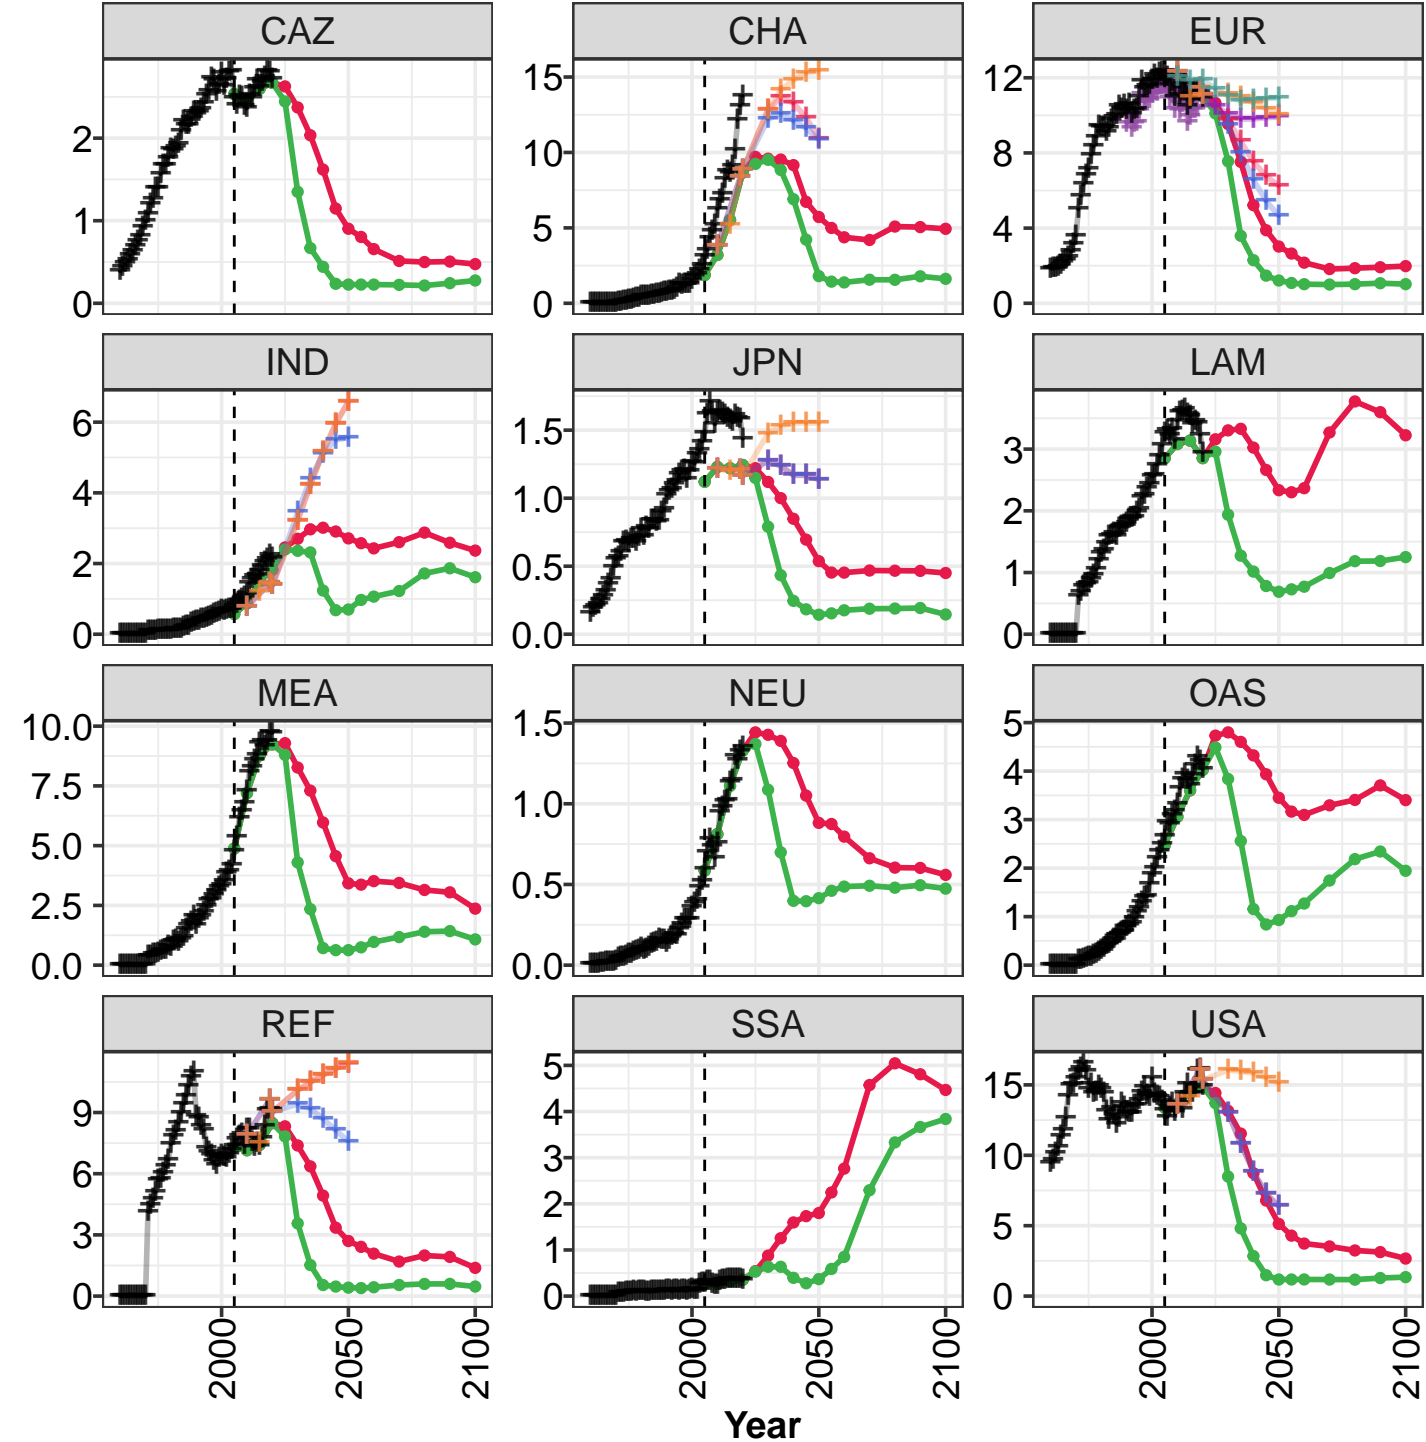 CAZ CHA EUR
2 1 0
15 10 5 0
12 8 4 0
IND JPN LAM
6 4 2 0
1.5 1.0 0.5 0.0
3 2 1 0
MEA NEU OAS
10.0 7.5 5.0 2.5 0.0
1.5 1.0 0.5 0.0
5 4 3 2 1 0
REF SSA USA
9 6 3 0
5 4 3 2 1 0
15 10 5 0
2000 2050 2100 2000 2050 2100 2000 2050 2100
Year